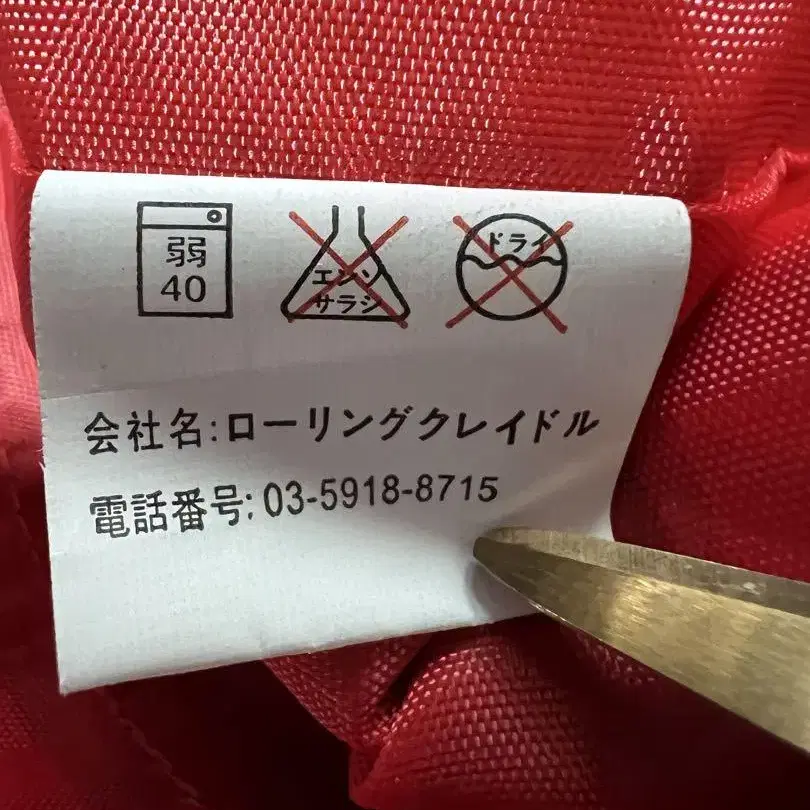 弱
40
エンソ
サラシ
ドライ
会社名:ローリングクレイドル
電話番号:03-5918-8715